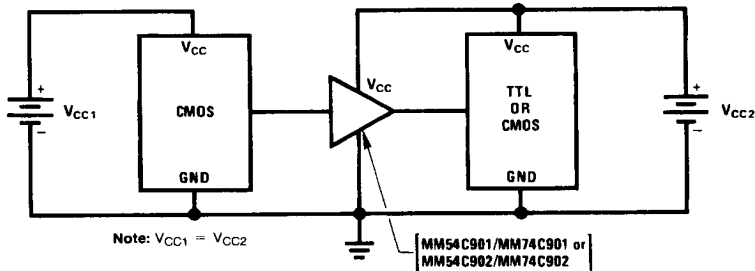 VCC
CMOS
GND
+
VCC1
−
VCC
VCC
TTL
OR
CMOS
GND
+
VCC2
−
Note: VCC1 = VCC2
MM54C901/MM74C901 or
MM54C902/MM74C902